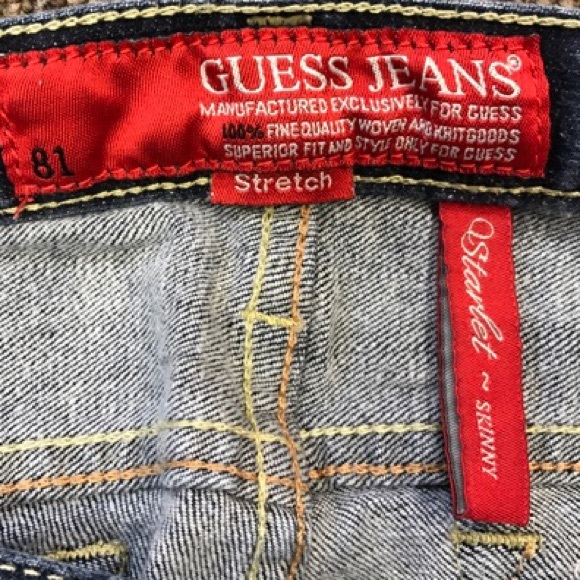 GUESS JEANS®
MANUFACTURED EXCLUSIVELY FOR GUESS
100% FINE QUALITY WOVEN AND KNIT GOODS
SUPERIOR FIT AND STYLE ONLY FOR GUESS
81
Stretch
Starlet ~ SKINNY